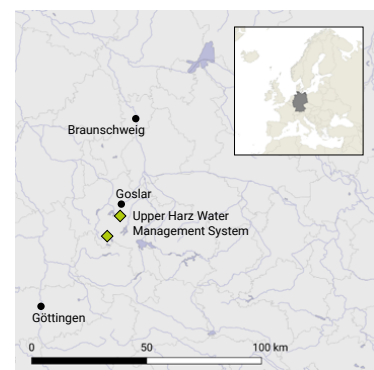 Braunschweig
Goslar
Upper Harz Water
Management System
Göttingen
0 50 100 km